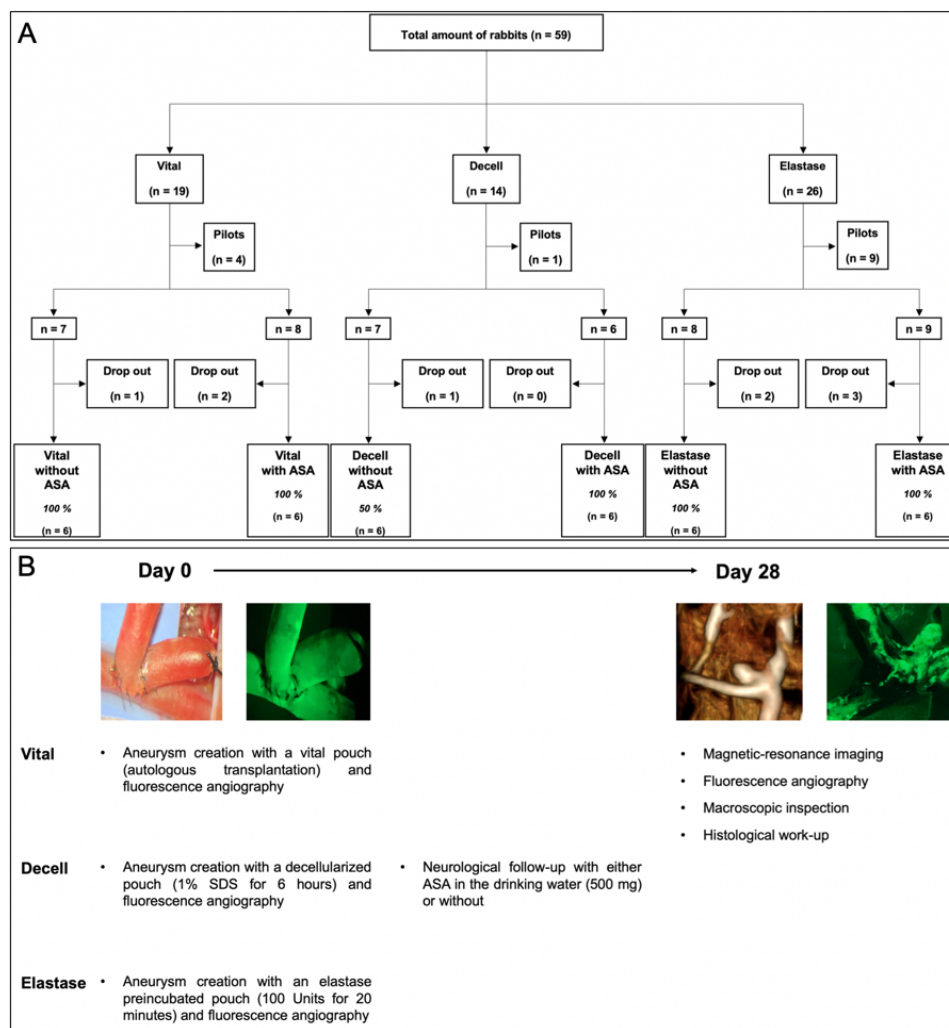 A
Total amount of rabbits (n = 59)
Vital
(n = 19)
Decell
(n = 14)
Elastase
(n = 26)
Pilots
(n = 4)
Pilots
(n = 1)
Pilots
(n = 9)
n = 7
n = 8
n = 7
n = 6
n = 8
n = 9
Drop out
(n = 1)
Drop out
(n = 2)
Drop out
(n = 1)
Drop out
(n = 0)
Drop out
(n = 2)
Drop out
(n = 3)
Vital
without
ASA
100 %
(n = 6)
Vital
with ASA
100 %
(n = 6)
Decell
without
ASA
50 %
(n = 6)
Decell
with ASA
100 %
(n = 6)
Elastase
without
ASA
100 %
(n = 6)
Elastase
with ASA
100 %
(n = 6)
B
Day 0
Day 28
Vital
• Aneurysm creation with a vital pouch
(autologous transplantation) and
fluorescence angiography
• Magnetic-resonance imaging
• Fluorescence angiography
• Macroscopic inspection
• Histological work-up
Decell
• Aneurysm creation with a decellularized
pouch (1% SDS for 6 hours) and
fluorescence angiography
• Neurological follow-up with either
ASA in the drinking water (500 mg)
or without
Elastase
• Aneurysm creation with an elastase
preincubated pouch (100 Units for 20
minutes) and fluorescence angiography